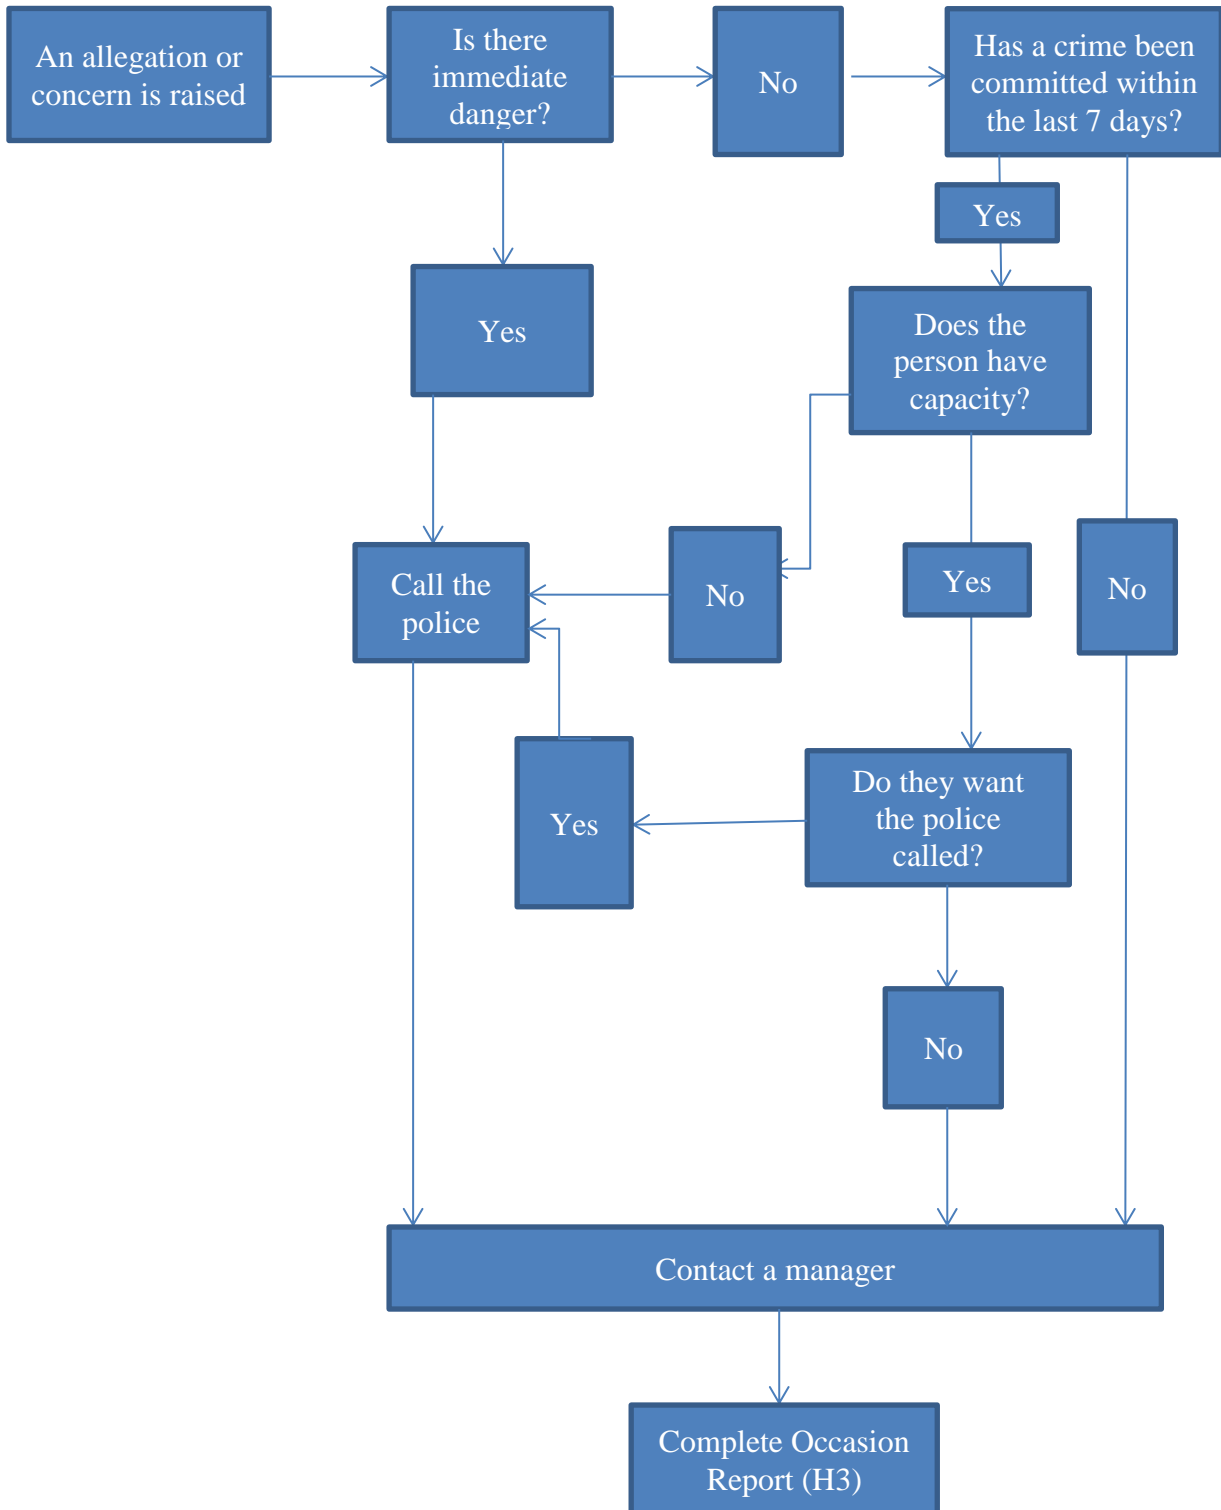 An allegation or
concern is raised
Is there
immediate
danger?
No
Has a crime been
committed within
the last 7 days?
Yes
Yes
Does the
person have
capacity?
Call the
police
No
Yes
No
Yes
Do they want
the police
called?
No
Contact a manager
Complete Occasion
Report (H3)